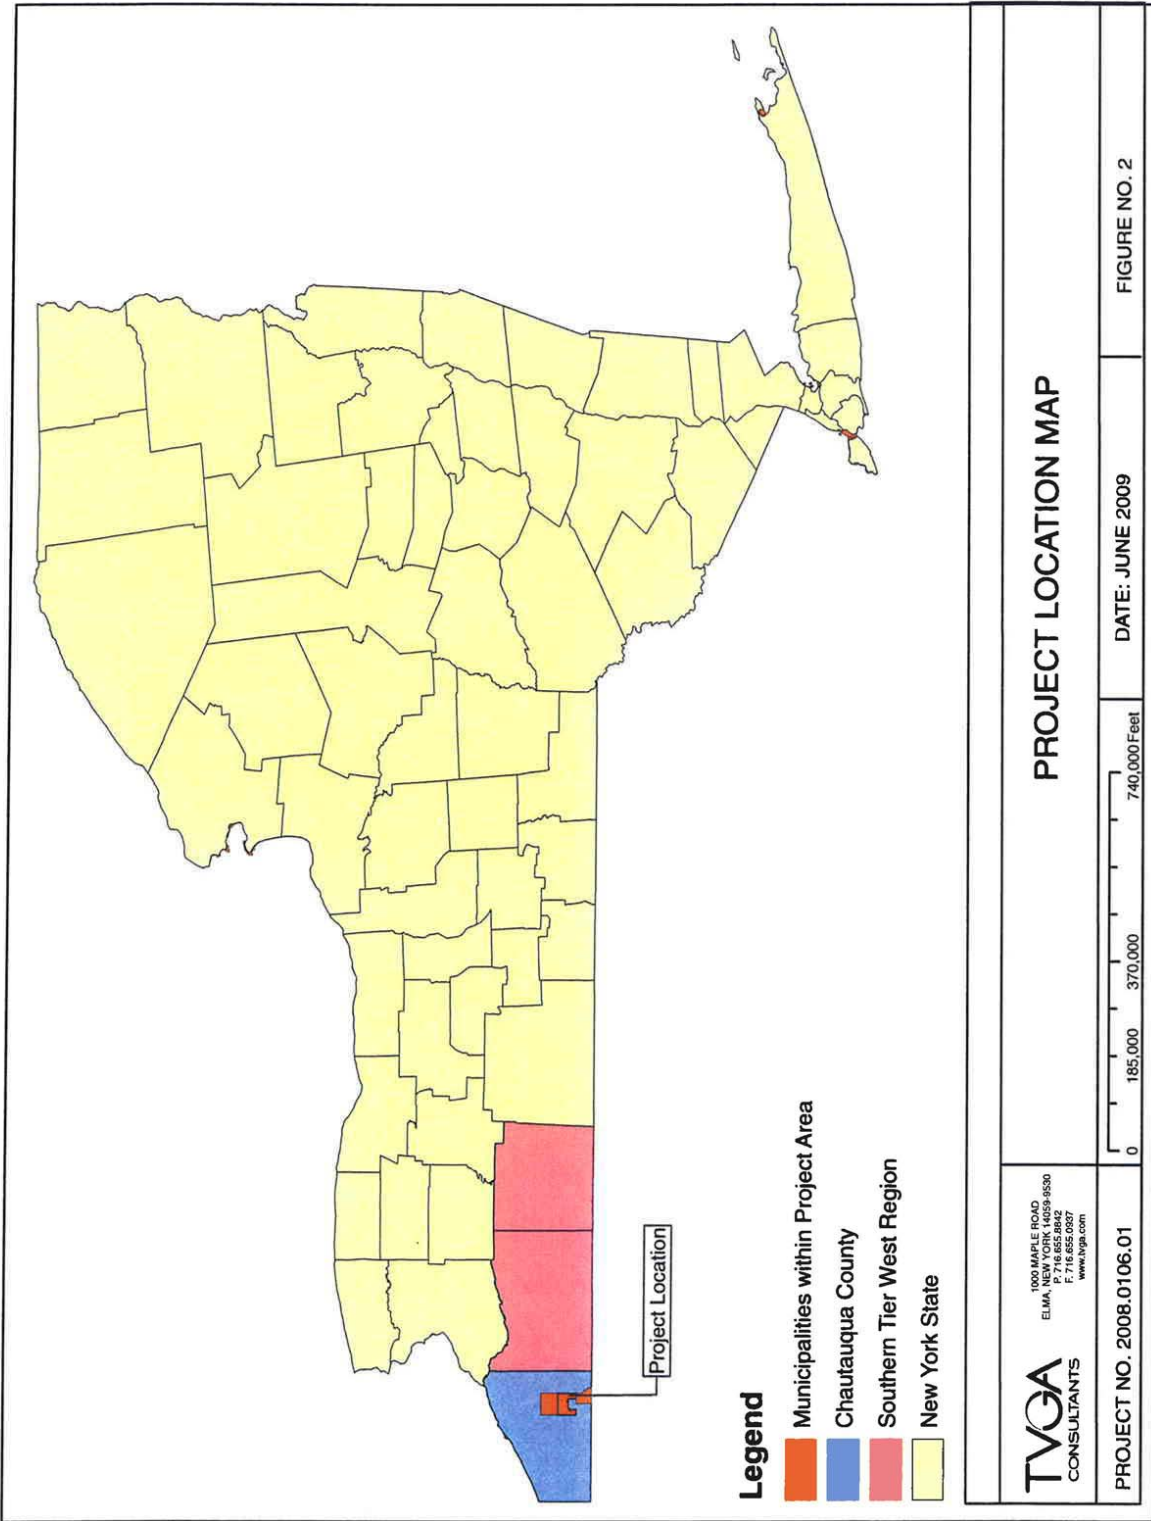 Project Location
Legend
Municipalities within Project Area
Chautauqua County
Southern Tier West Region
New York State
TVGA
CONSULTANTS
1000 MAPLE ROAD
ELMA, NEW YORK 14059-9530
P. 716.655.8842
F. 716.655.0937
www.tvga.com
PROJECT LOCATION MAP
PROJECT NO. 2008.0106.01
0 185,000 370,000 740,000 Feet
DATE: JUNE 2009
FIGURE NO. 2